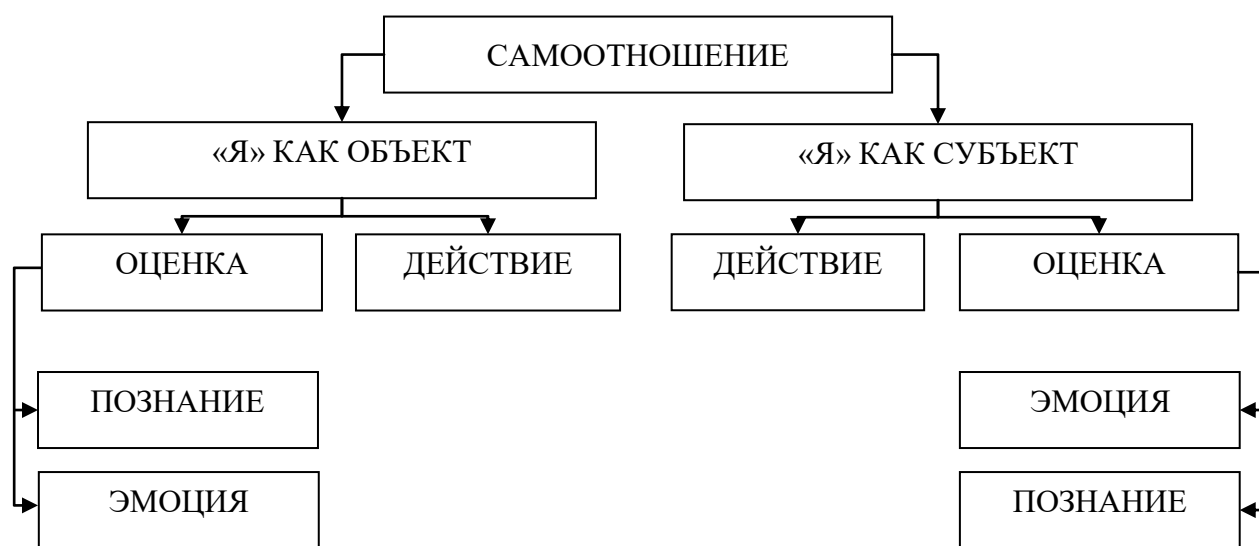 САМООТНОШЕНИЕ
«Я» КАК ОБЪЕКТ
«Я» КАК СУБЪЕКТ
ОЦЕНКА
ДЕЙСТВИЕ
ДЕЙСТВИЕ
ОЦЕНКА
ПОЗНАНИЕ
ЭМОЦИЯ
ЭМОЦИЯ
ПОЗНАНИЕ